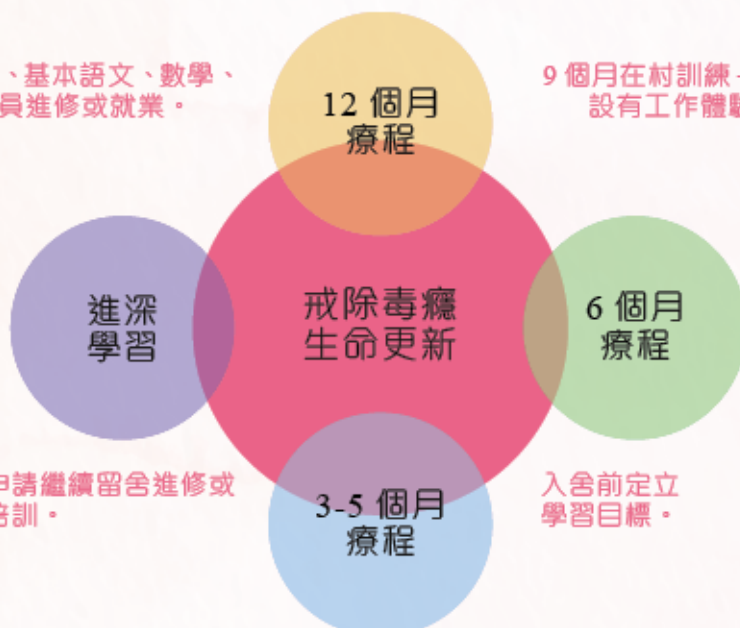 、基本語文、數學、
員進修或就業。
9 個月在村訓練
設有工作體驗
12 個月
療程
進深
學習
戒除毒癮
生命更新
6 個月
療程
申請繼續留舍進修或
培訓。
3-5 個月
療程
入舍前定立
學習目標。